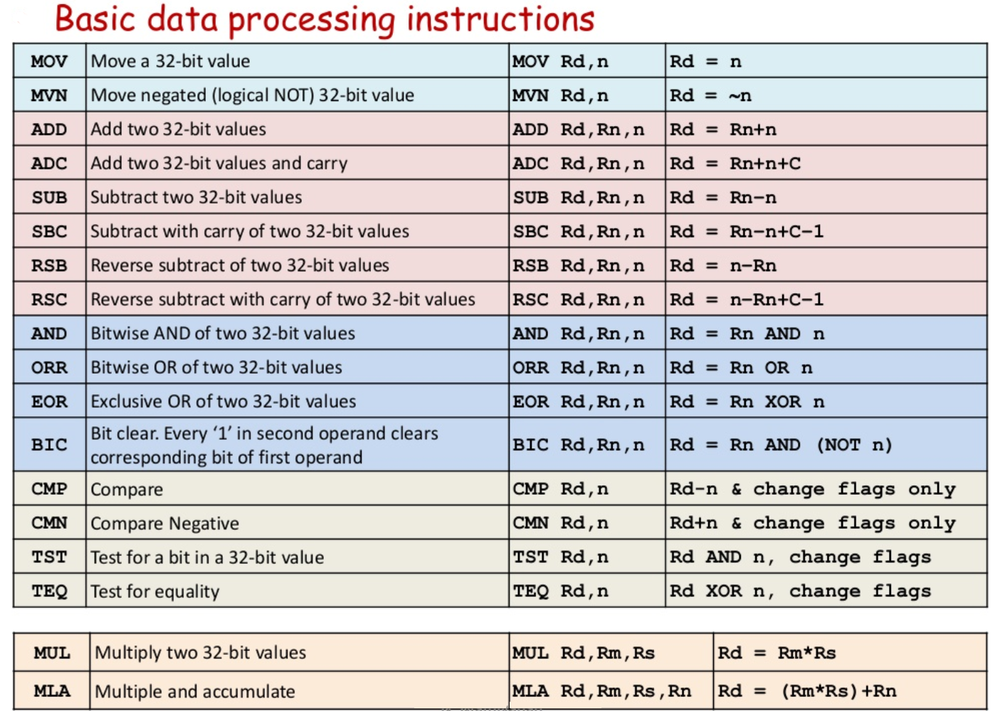 Basic data processing instructions
MOV Move a 32-bit value MOV Rd,n Rd = n
MVN Move negated (logical NOT) 32-bit value MVN Rd,n Rd = ~n
ADD Add two 32-bit values ADD Rd,Rn,n Rd = Rn+n
ADC Add two 32-bit values and carry ADC Rd,Rn,n Rd = Rn+n+C
SUB Subtract two 32-bit values SUB Rd,Rn,n Rd = Rn−n
SBC Subtract with carry of two 32-bit values SBC Rd,Rn,n Rd = Rn−n+C−1
RSB Reverse subtract of two 32-bit values RSB Rd,Rn,n Rd = n−Rn
RSC Reverse subtract with carry of two 32-bit values RSC Rd,Rn,n Rd = n−Rn+C−1
AND Bitwise AND of two 32-bit values AND Rd,Rn,n Rd = Rn AND n
ORR Bitwise OR of two 32-bit values ORR Rd,Rn,n Rd = Rn OR n
EOR Exclusive OR of two 32-bit values EOR Rd,Rn,n Rd = Rn XOR n
BIC Bit clear. Every ‘1’ in second operand clears
corresponding bit of first operand BIC Rd,Rn,n Rd = Rn AND (NOT n)
CMP Compare CMP Rd,n Rd-n & change flags only
CMN Compare Negative CMN Rd,n Rd+n & change flags only
TST Test for a bit in a 32-bit value TST Rd,n Rd AND n, change flags
TEQ Test for equality TEQ Rd,n Rd XOR n, change flags
MUL Multiply two 32-bit values MUL Rd,Rm,Rs Rd = Rm*Rs
MLA Multiple and accumulate MLA Rd,Rm,Rs,Rn Rd = (Rm*Rs)+Rn